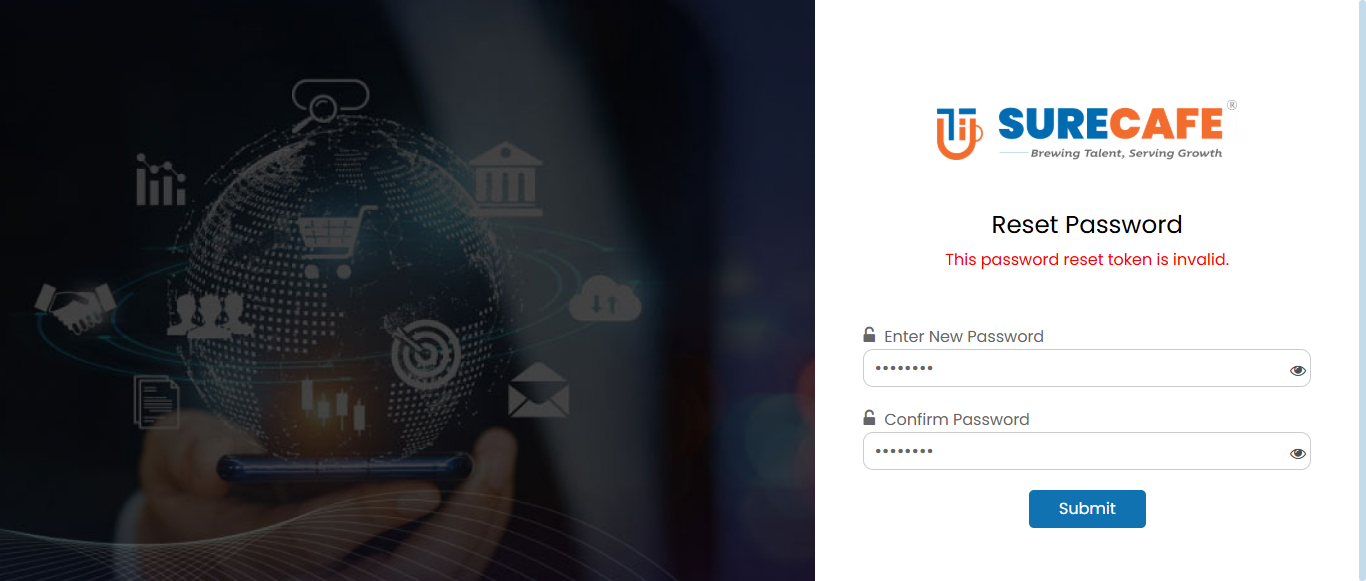 SURECAFE®
Brewing Talent, Serving Growth
Reset Password
This password reset token is invalid.
Enter New Password
••••••••
Confirm Password
••••••••
Submit